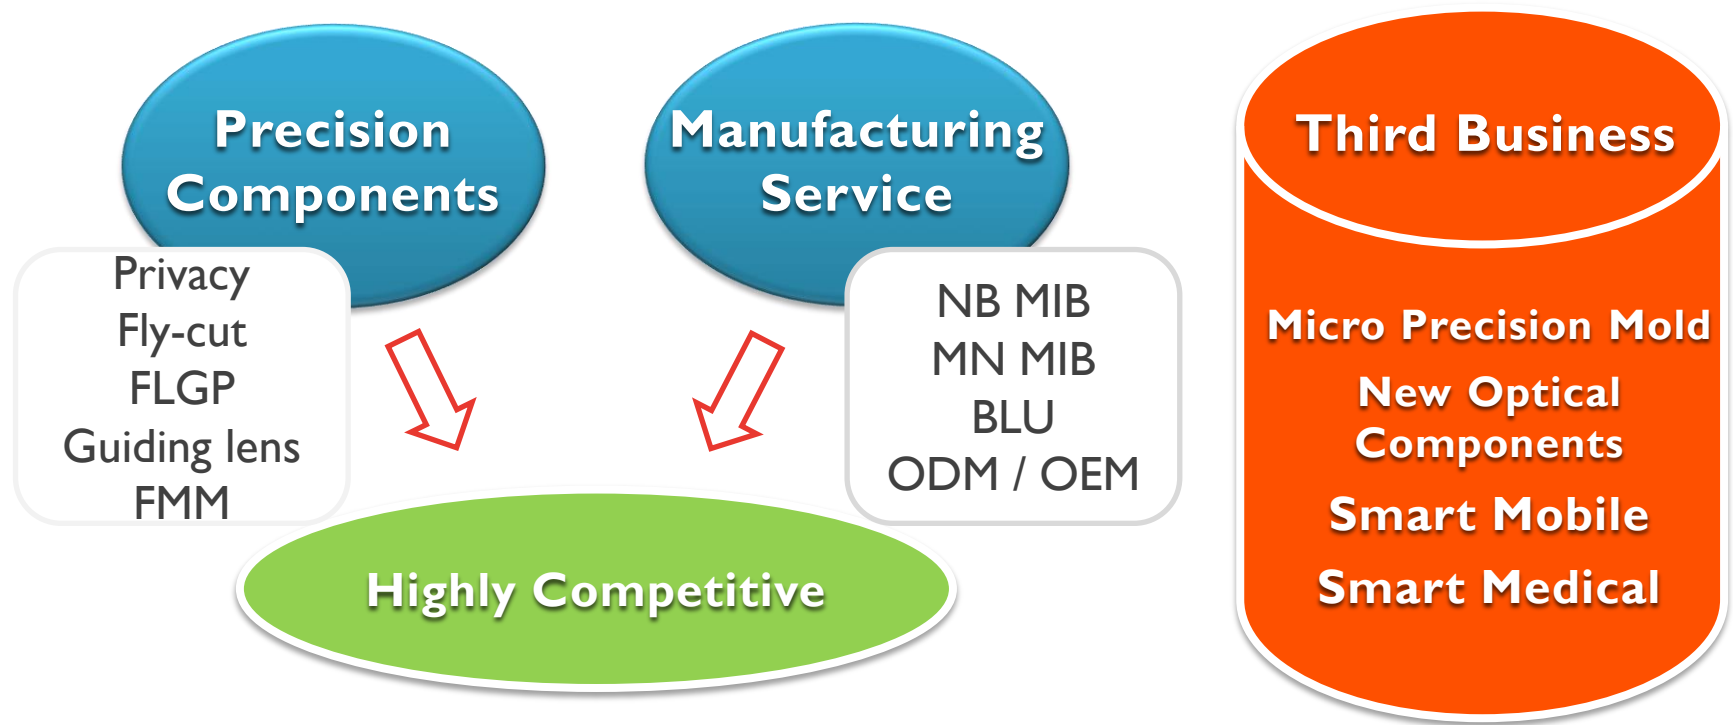 Precision
Components
Privacy
Fly-cut
FLGP
Guiding lens
FMM
Manufacturing
Service
NB MIB
MN MIB
BLU
ODM / OEM
Highly Competitive
Third Business
Micro Precision Mold
New Optical
Components
Smart Mobile
Smart Medical